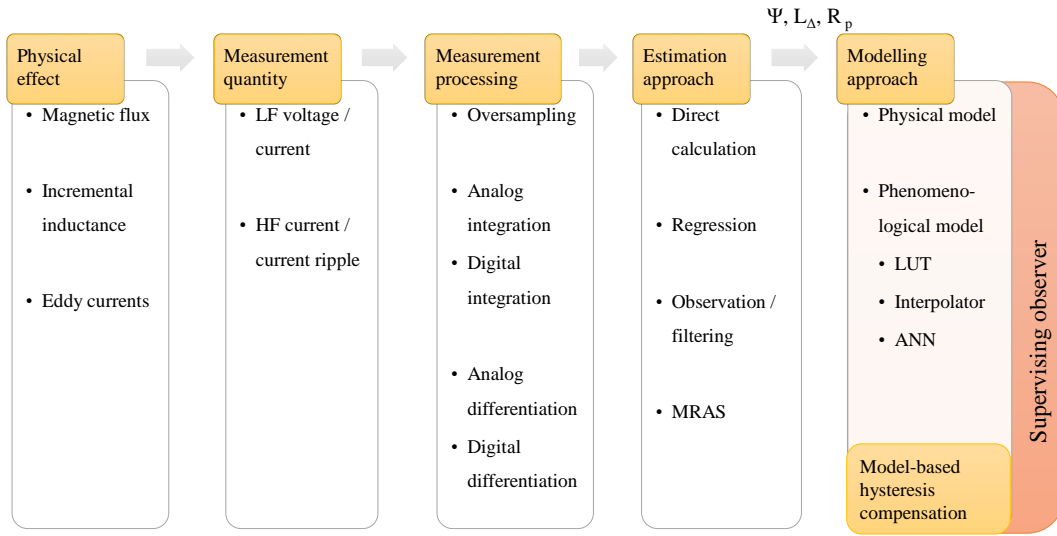 Ψ, L_Δ, R_p
Physical
effect
• Magnetic flux
• Incremental
inductance
• Eddy currents
Measurement
quantity
• LF voltage /
current
• HF current /
current ripple
Measurement
processing
• Oversampling
• Analog
integration
• Digital
integration
• Analog
differentiation
• Digital
differentiation
Estimation
approach
• Direct
calculation
• Regression
• Observation /
filtering
• MRAS
Modelling
approach
• Physical model
• Phenomeno-
logical model
• LUT
• Interpolator
• ANN
Model-based
hysteresis
compensation
Supervising observer